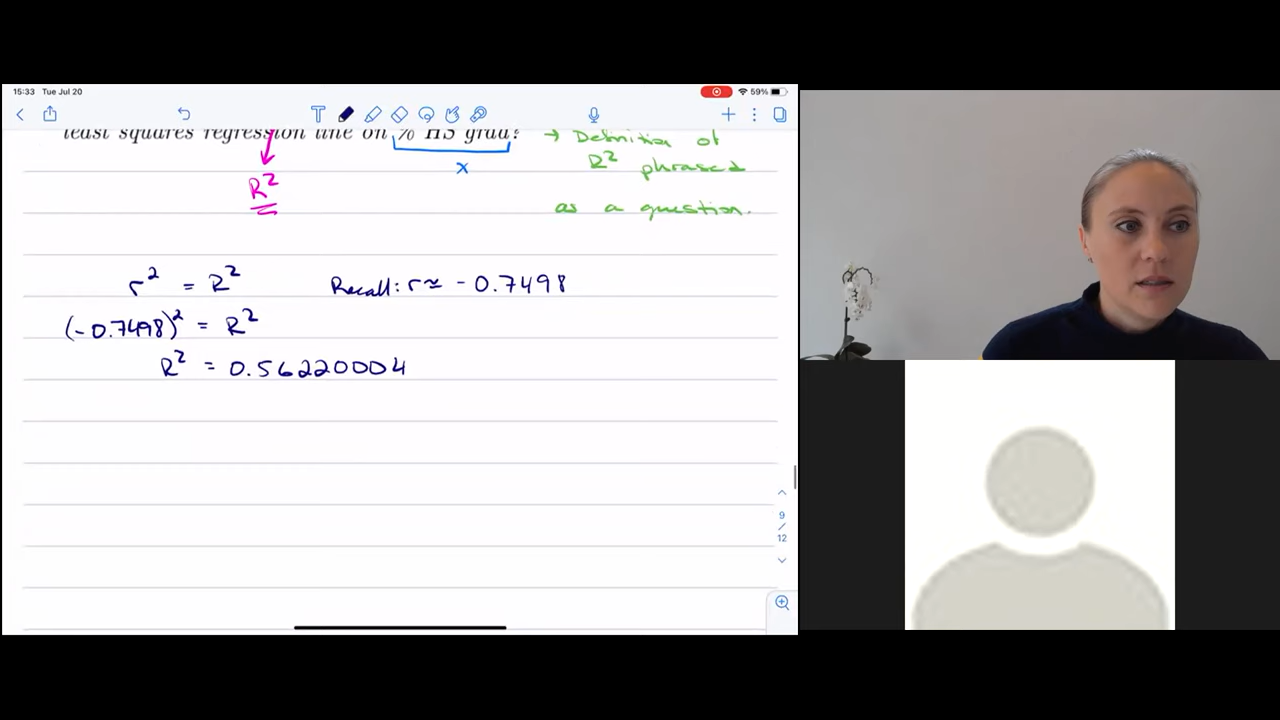 15:33 Tue Jul 20
59%
least squares regression line on % HS grad?
→ Definition of
R² phrased
as a question.
x
R²
r² = R²
Recall: r ≈ - 0.7498
(-0.7498)² = R²
R² = 0.56220004
9
/
12